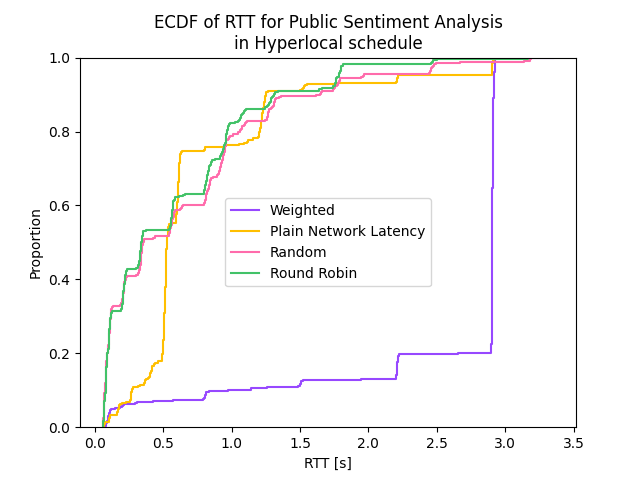 ECDF of RTT for Public Sentiment Analysis
in Hyperlocal schedule
1.0
0.8
0.6
0.4
0.2
0.0
Proportion
Weighted
Plain Network Latency
Random
Round Robin
0.0 0.5 1.0 1.5 2.0 2.5 3.0 3.5
RTT [s]